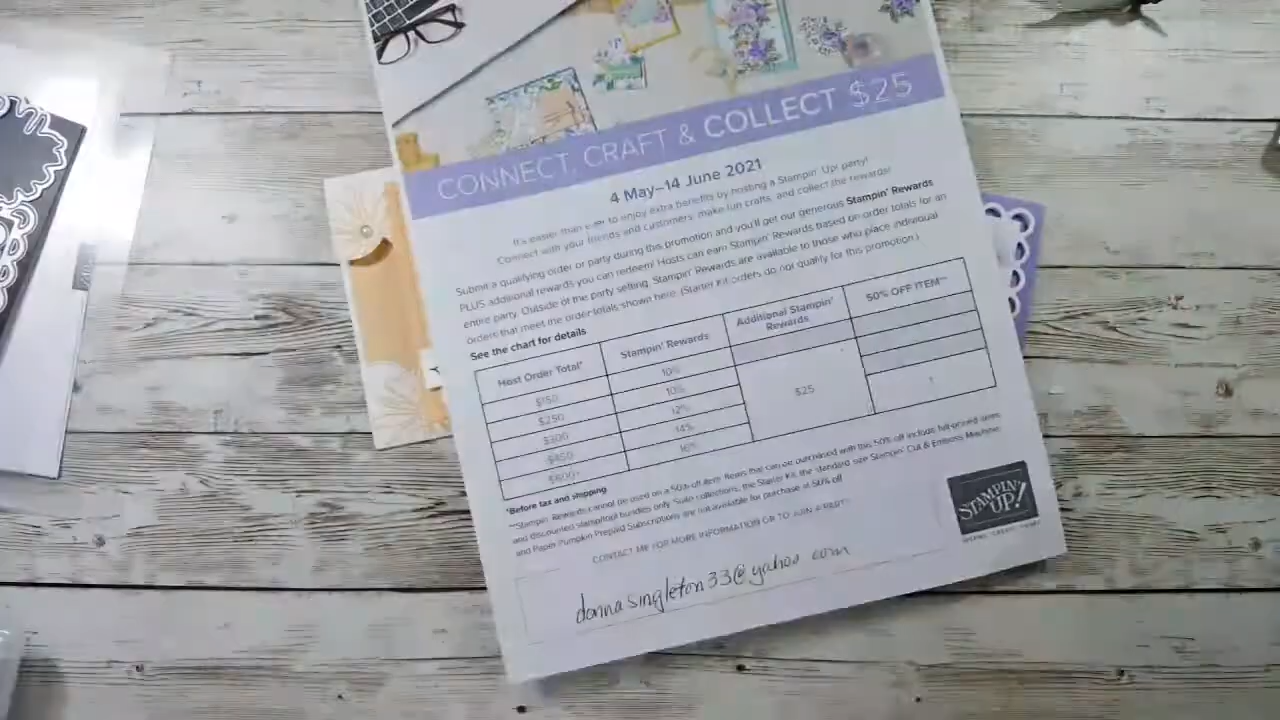 CONNECT, CRAFT & COLLECT $25
4 May–14 June 2021
It's easier than ever to enjoy extra benefits by hosting a Stampin' Up! party!
Connect with your friends and customers, make fun crafts, and collect the rewards!
Submit a qualifying order or party during this promotion and you'll get our generous Stampin' Rewards
PLUS additional rewards you can redeem! Hosts can earn Stampin' Rewards based on order totals for an
entire party. Outside of the party setting, Stampin' Rewards are available to those who place individual
orders that meet the order totals shown here. (Starter Kit orders do not qualify for this promotion.)
See the chart for details
Host Order Total* Stampin' Rewards Additional Stampin' Rewards 50% OFF ITEM**
$150 10%
$250 10% $25
$300 12%
$450 14%
$600+ 16% 1
*Before tax and shipping
**Stampin' Rewards cannot be used on a 50% off item. Items that can be purchased with this 50% off include full-priced items
and discounted stamp/tool bundles only. Suite collections, the Starter Kit, the standard size Stampin' Cut & Emboss Machine,
and Paper Pumpkin Prepaid Subscriptions are not available for purchase at 50% off.
CONTACT ME FOR MORE INFORMATION OR TO JOIN A PARTY!
donnasingleton33@yahoo com
STAMPIN' UP!